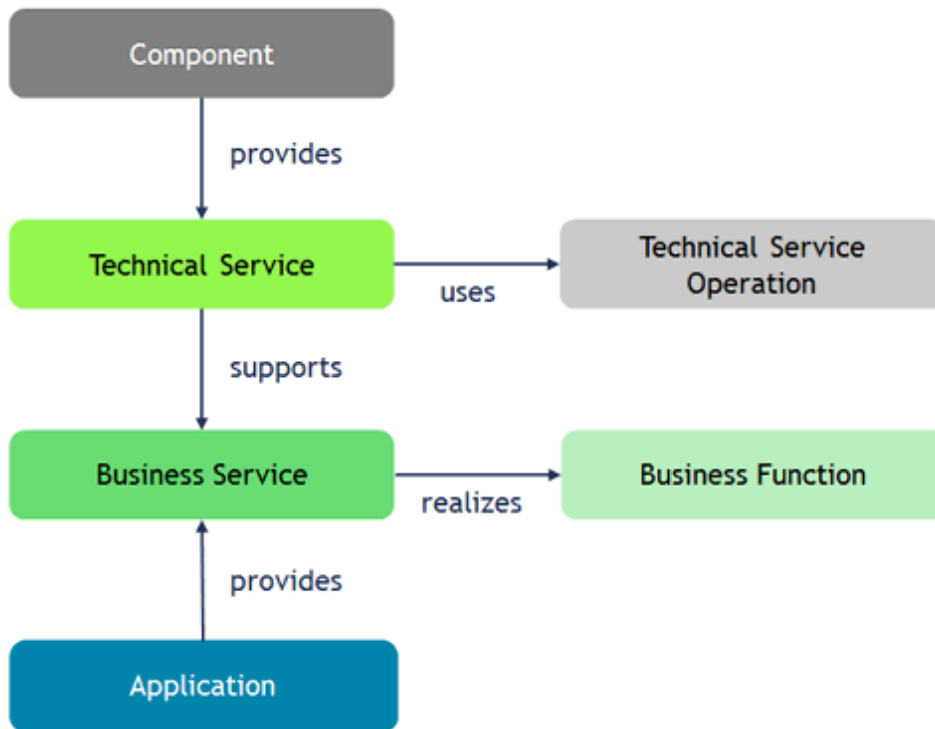 Component
provides
Technical Service
uses
Technical Service
Operation
supports
Business Service
realizes
Business Function
provides
Application